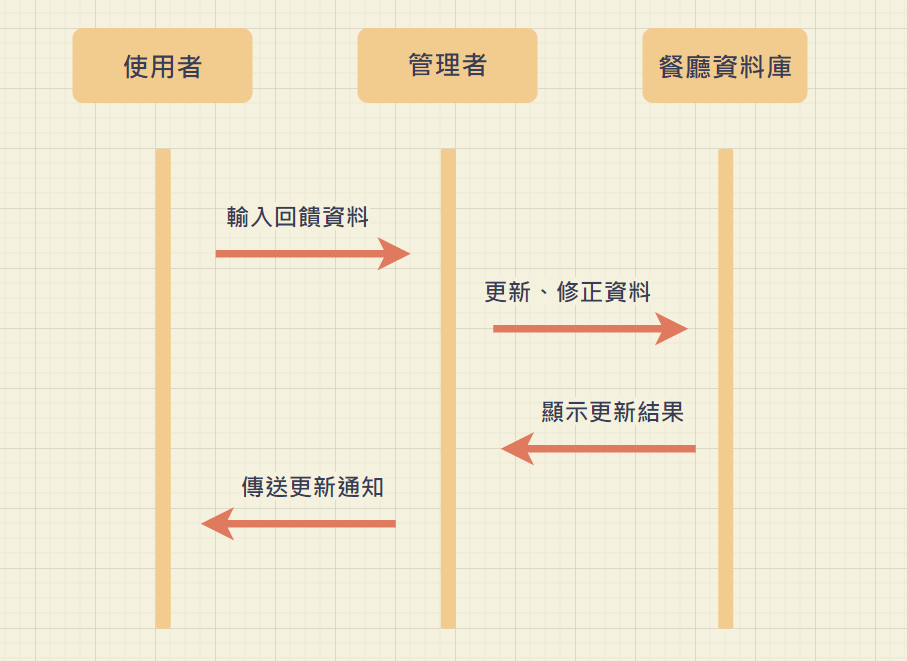 使用者
管理者
餐廳資料庫
輸入回饋資料
更新、修正資料
顯示更新結果
傳送更新通知